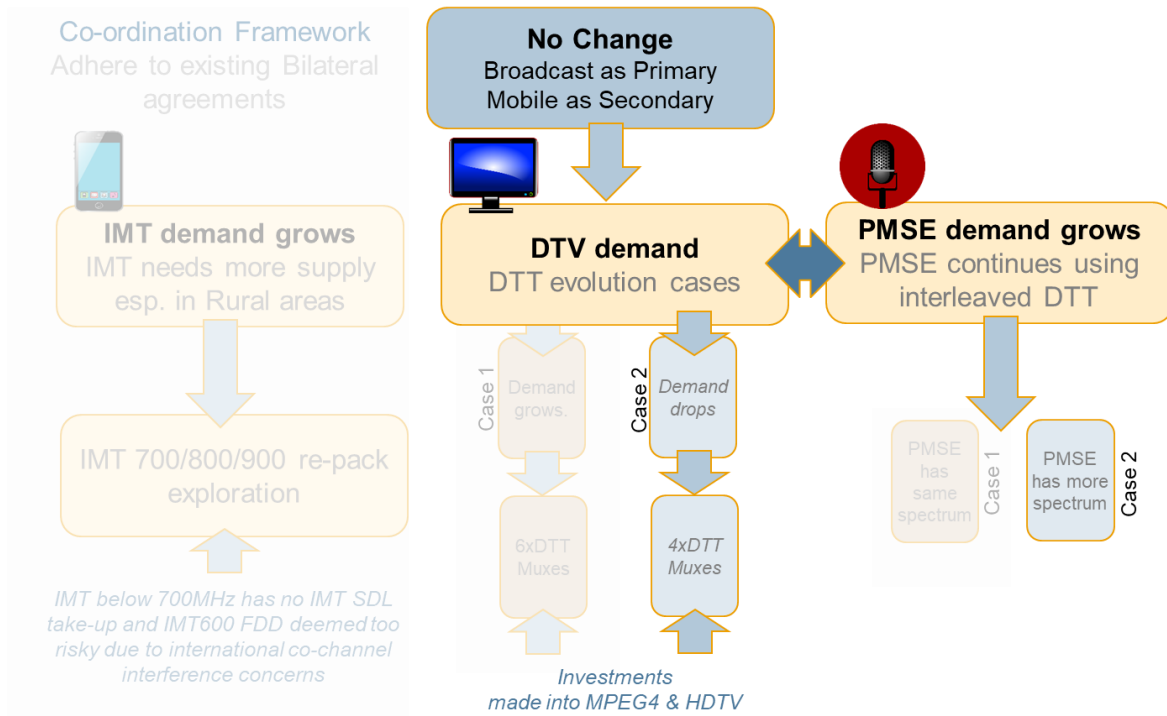 Co-ordination Framework
Adhere to existing Bilateral
agreements
No Change
Broadcast as Primary
Mobile as Secondary
IMT demand grows
IMT needs more supply
esp. in Rural areas
DTV demand
DTT evolution cases
PMSE demand grows
PMSE continues using
interleaved DTT
Case 1
Demand
grows.
Case 2
Demand
drops
IMT 700/800/900 re-pack
exploration
PMSE
has
same
spectrum
Case 1
PMSE
has more
spectrum
Case 2
6xDTT
Muxes
4xDTT
Muxes
IMT below 700MHz has no IMT SDL
take-up and IMT600 FDD deemed too
risky due to international co-channel
interference concerns
Investments
made into MPEG4 & HDTV